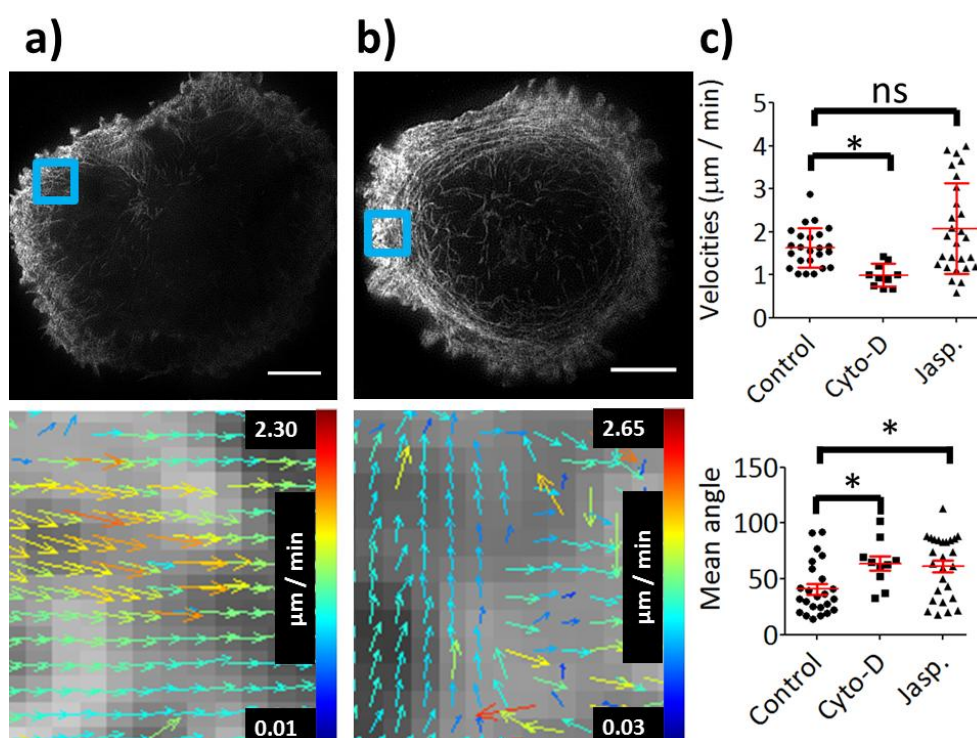 a)
b)
c)
ns
*
5
4
3
2
1
0
Velocities (µm / min)
Control
Cyto-D
Jasp.
2.30
µm / min
0.01
2.65
µm / min
0.03
*
*
150
100
50
0
Mean angle
Control
Cyto-D
Jasp.